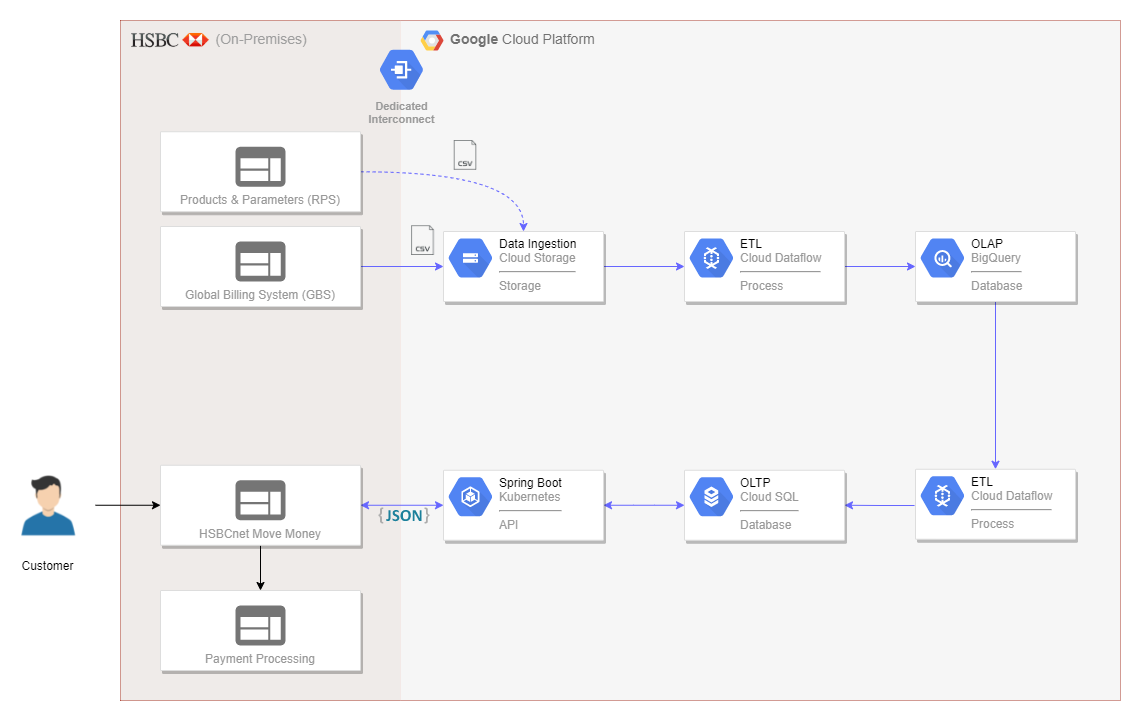 HSBC (On-Premises)
Google Cloud Platform
Dedicated
Interconnect
CSV
Products & Parameters (RPS)
CSV
Global Billing System (GBS)
Data Ingestion
Cloud Storage
Storage
ETL
Cloud Dataflow
Process
OLAP
BigQuery
Database
Customer
HSBCnet Move Money
{JSON}
Spring Boot
Kubernetes
API
OLTP
Cloud SQL
Database
ETL
Cloud Dataflow
Process
Payment Processing